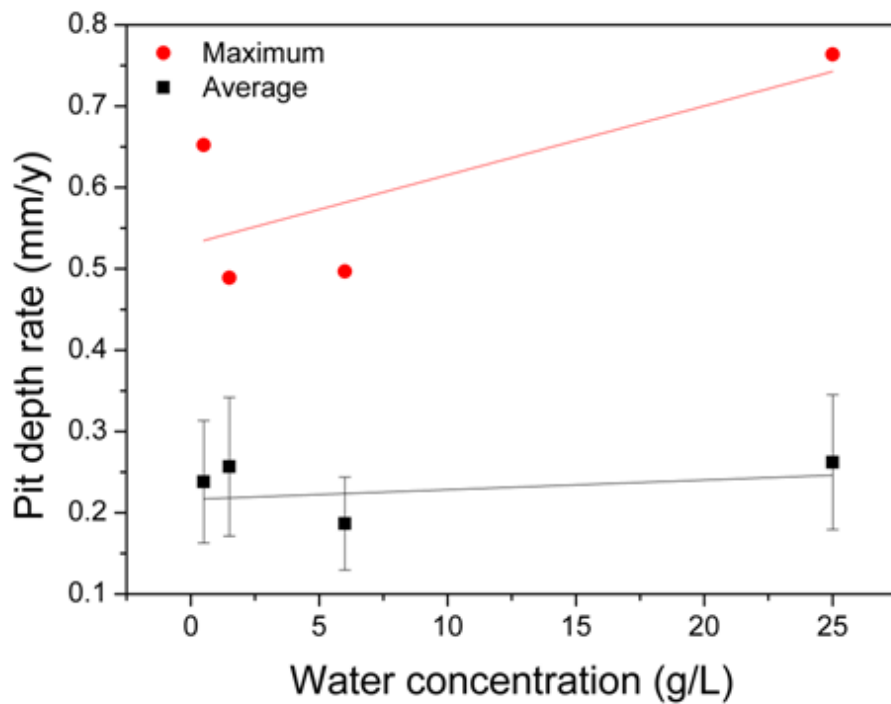 Maximum
Average
Pit depth rate (mm/y)
0.8
0.7
0.6
0.5
0.4
0.3
0.2
0.1
0 5 10 15 20 25
Water concentration (g/L)